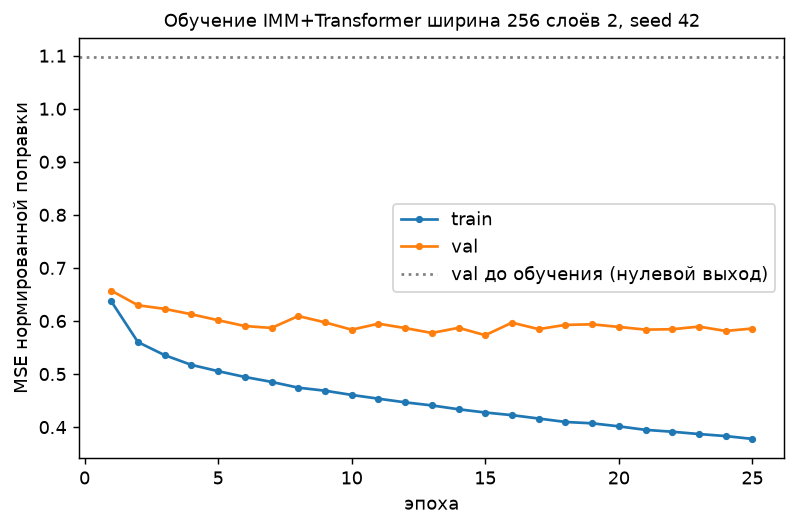 Обучение IMM+Transformer ширина 256 слоёв 2, seed 42
MSE нормированной поправки
1.1
1.0
0.9
0.8
0.7
0.6
0.5
0.4
train
val
val до обучения (нулевой выход)
0
5
10
15
20
25
эпоха